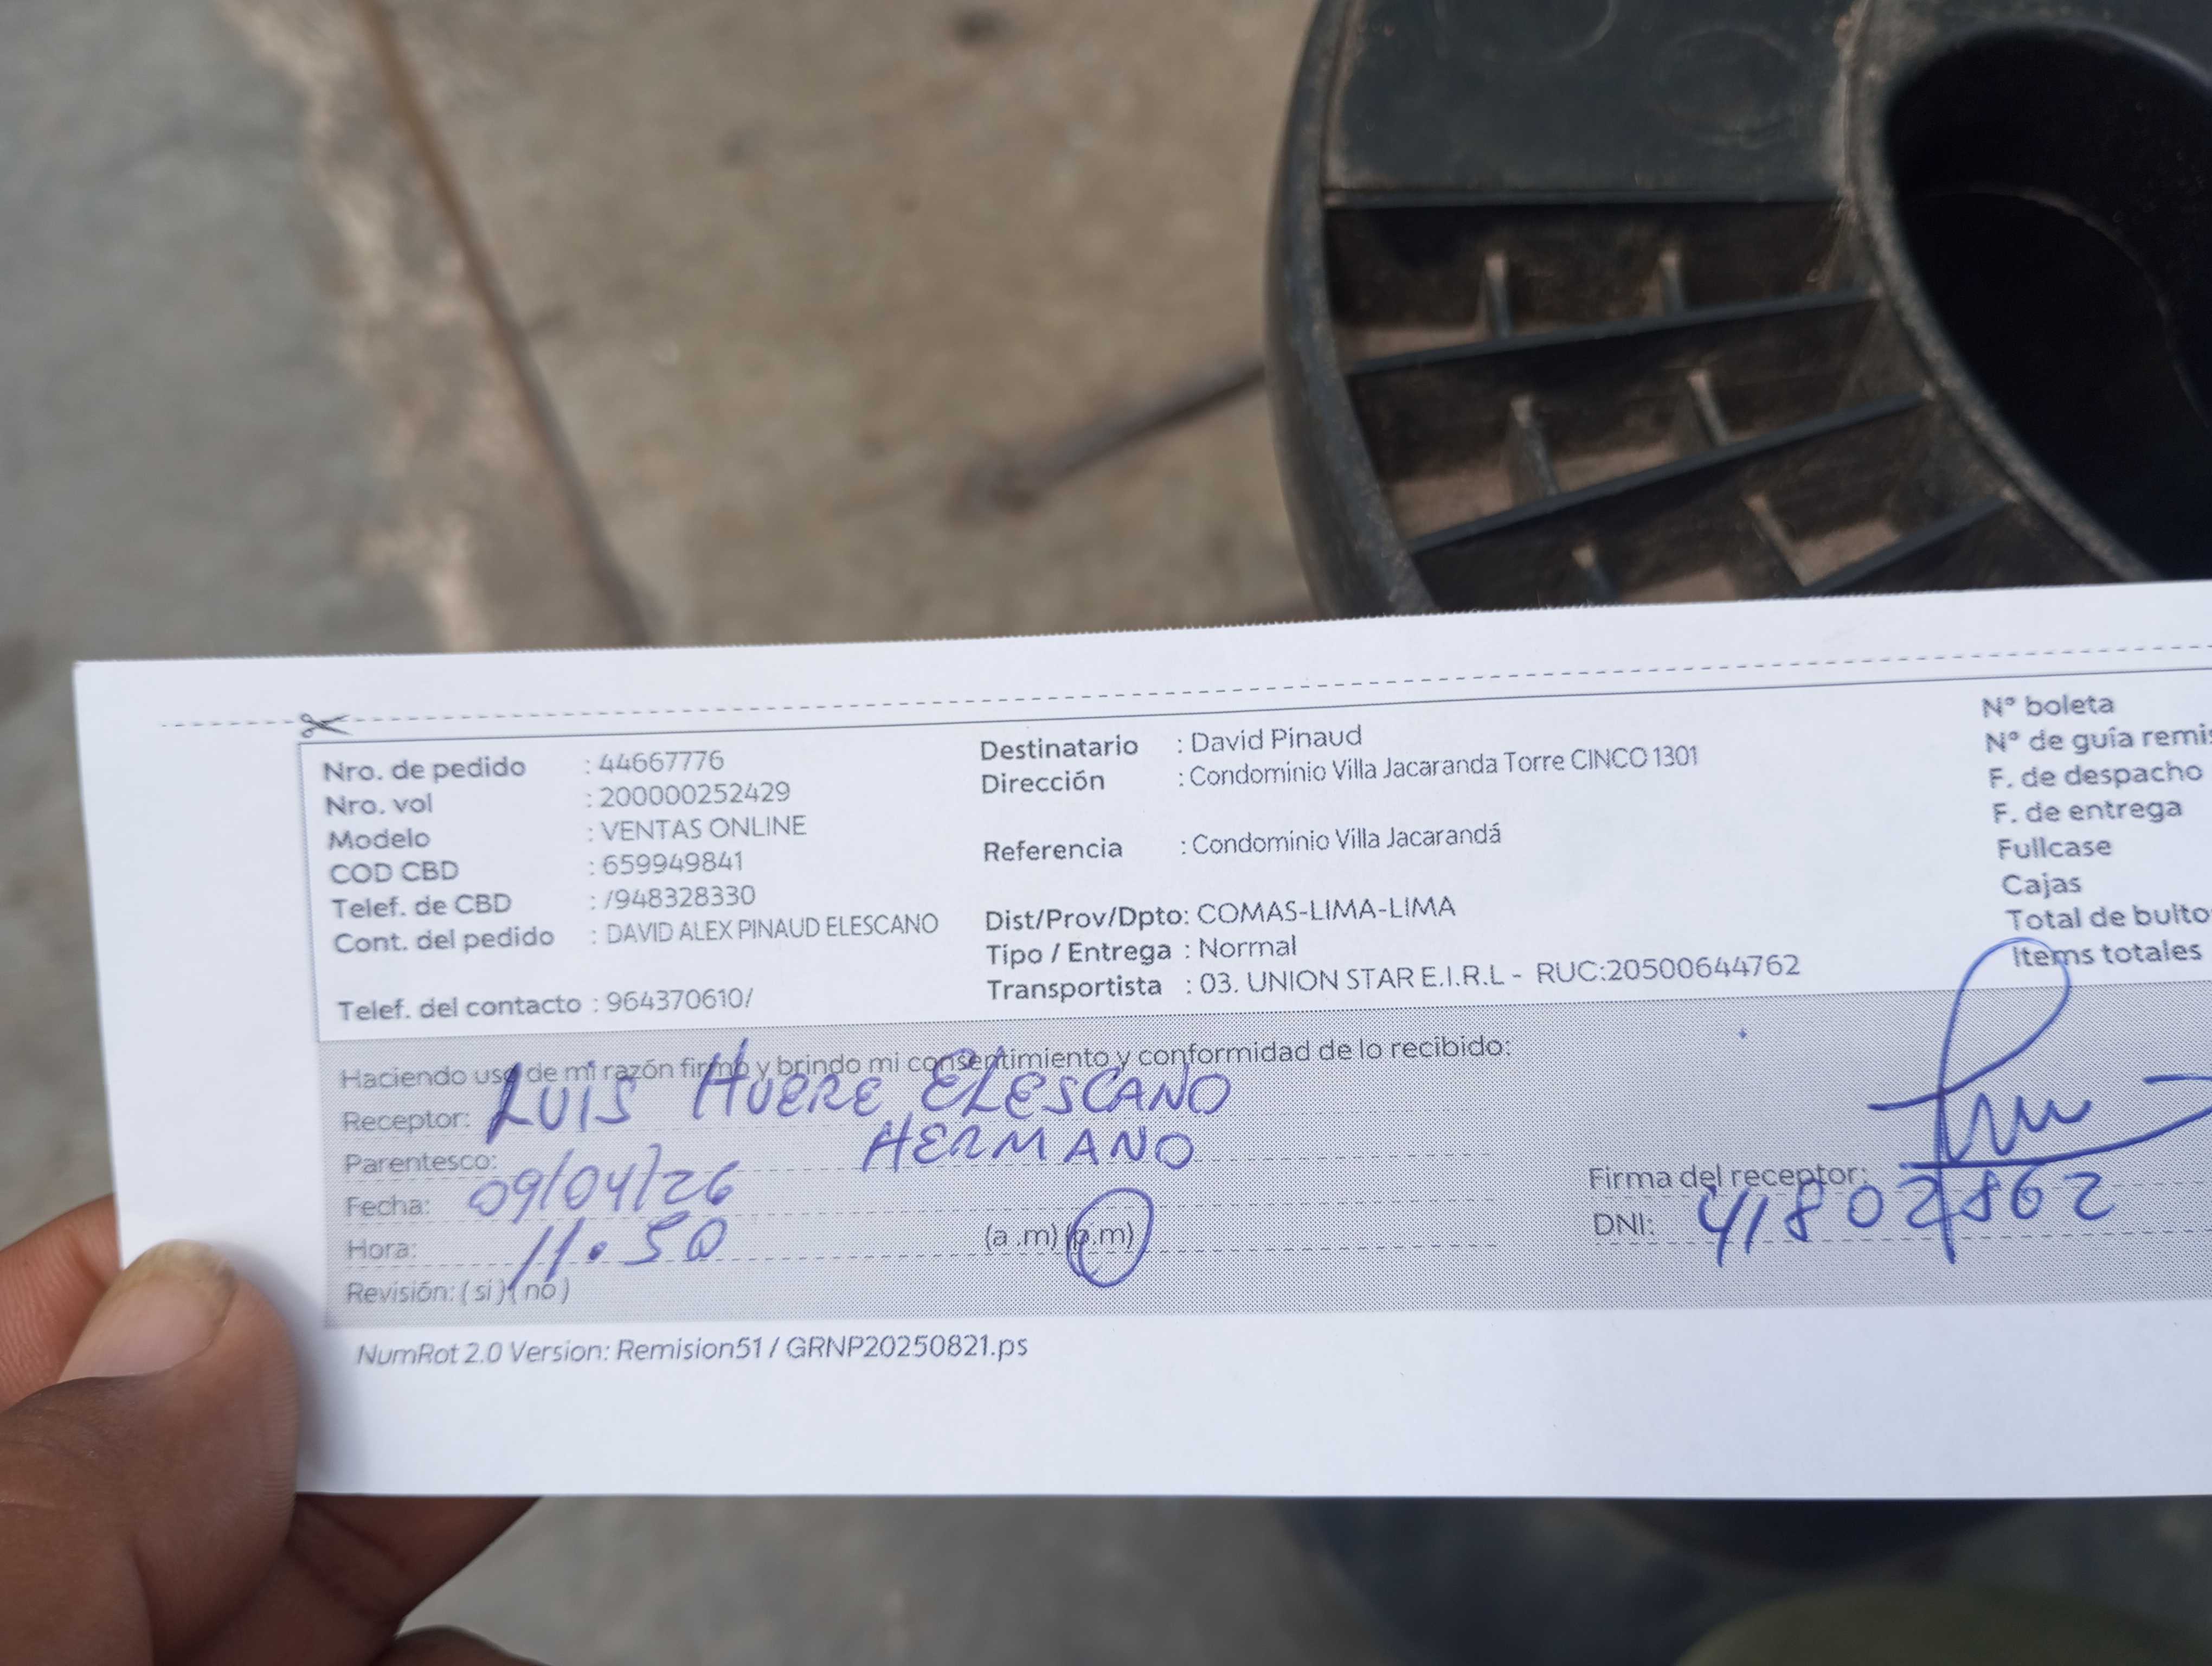 Nro. de pedido : 44667776
Nro. vol : 200000252429
Modelo : VENTAS ONLINE
COD CBD : 659949841
Telef. de CBD : /948328330
Cont. del pedido : DAVID ALEX PINAUD ELESCANO
Telef. del contacto : 964370610/
Destinatario : David Pinaud
Dirección : Condominio Villa Jacaranda Torre CINCO 1301
Referencia : Condominio Villa Jacarandá
Dist/Prov/Dpto: COMAS-LIMA-LIMA
Tipo / Entrega : Normal
Transportista : 03. UNION STAR E.I.R.L - RUC:20500644762
N° boleta
N° de guía remis
F. de despacho
F. de entrega
Fullcase
Cajas
Total de bulto
Items totales
Haciendo uso de mi razón firmo y brindo mi consentimiento y conformidad de lo recibido:
Receptor: LUIS HUERE ELESCANO
Parentesco: HERMANO
Fecha: 09/04/26
Hora: 11.50 (a .m) (p.m)
Revisión: ( si ) ( no )
Firma del receptor:
DNI: 41802862
NumRot 2.0 Version: Remision51 / GRNP20250821.ps